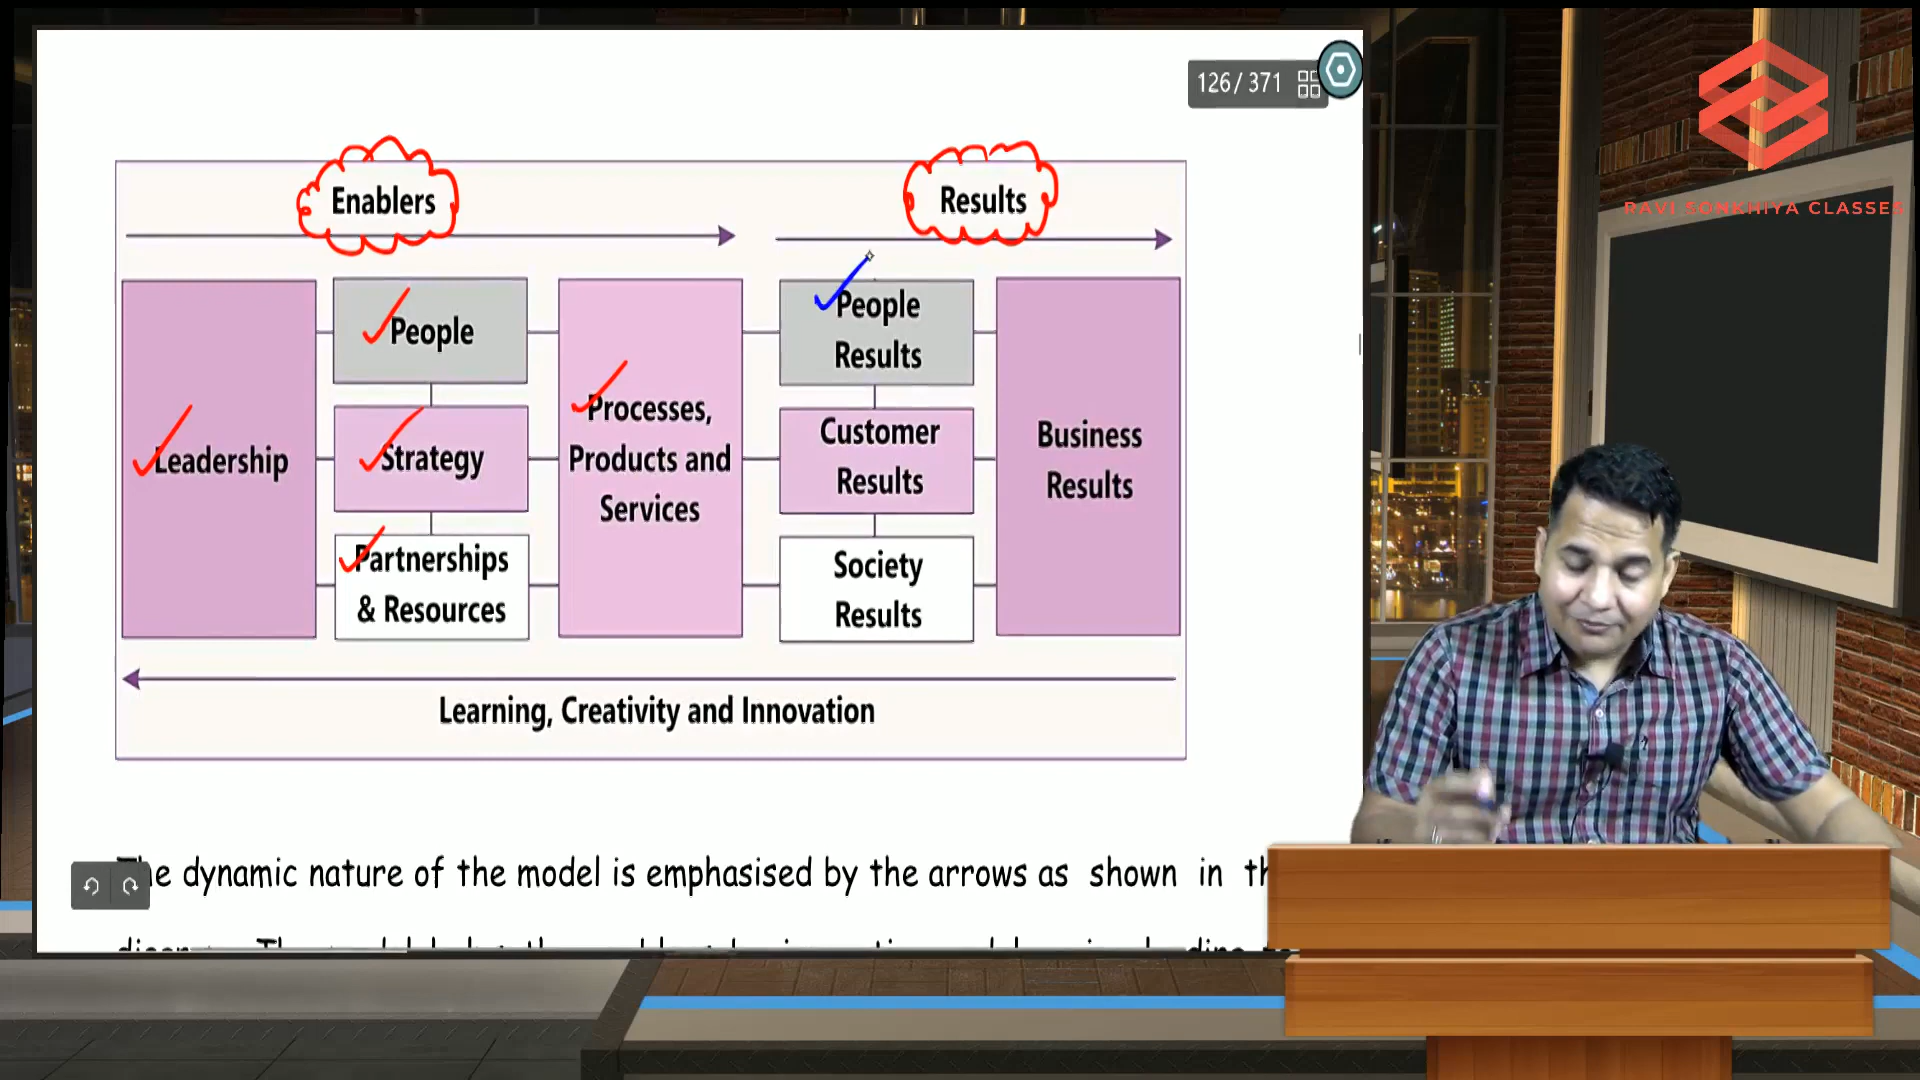 126/ 371
RAVI SONKHIYA CLASSES
Enablers
Results
Leadership
People
Strategy
Partnerships
& Resources
Processes,
Products and
Services
People
Results
Customer
Results
Society
Results
Business
Results
Learning, Creativity and Innovation
The dynamic nature of the model is emphasised by the arrows as shown in